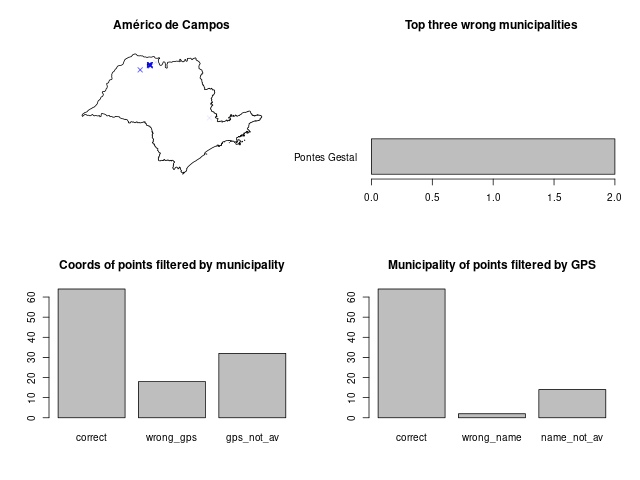 Américo de Campos
Top three wrong municipalities
Pontes Gestal
0.0 0.5 1.0 1.5 2.0
Coords of points filtered by municipality
0 10 20 30 40 50 60
correct wrong_gps gps_not_av
Municipality of points filtered by GPS
0 10 20 30 40 50 60
correct wrong_name name_not_av